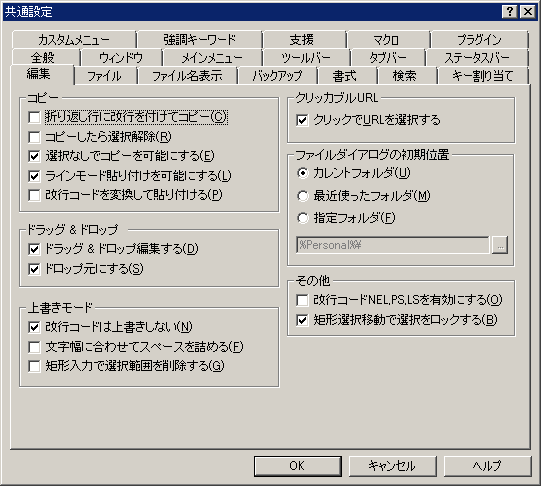 共通設定
カスタムメニュー 強調キーワード 支援 マクロ プラグイン
全般 ウィンドウ メインメニュー ツールバー タブバー ステータスバー
編集 ファイル ファイル名表示 バックアップ 書式 検索 キー割り当て
コピー
折り返し行に改行を付けてコピー(C)
コピーしたら選択解除(R)
選択なしでコピーを可能にする(E)
ラインモード貼り付けを可能にする(L)
改行コードを変換して貼り付ける(P)
ドラッグ & ドロップ
ドラッグ & ドロップ編集する(D)
ドロップ元にする(S)
上書きモード
改行コードは上書きしない(N)
文字幅に合わせてスペースを詰める(F)
矩形入力で選択範囲を削除する(G)
クリッカブルURL
クリックでURLを選択する
ファイルダイアログの初期位置
カレントフォルダ(U)
最近使ったフォルダ(M)
指定フォルダ(F)
%Personal%¥
...
その他
改行コードNEL,PS,LSを有効にする(O)
矩形選択移動で選択をロックする(B)
OK キャンセル ヘルプ